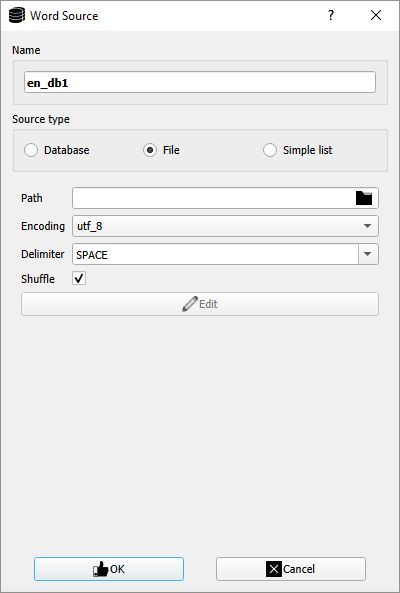 Word Source ?
Name
en_db1
Source type
Database File Simple list
Path
Encoding utf_8
Delimiter SPACE
Shuffle
Edit
OK Cancel